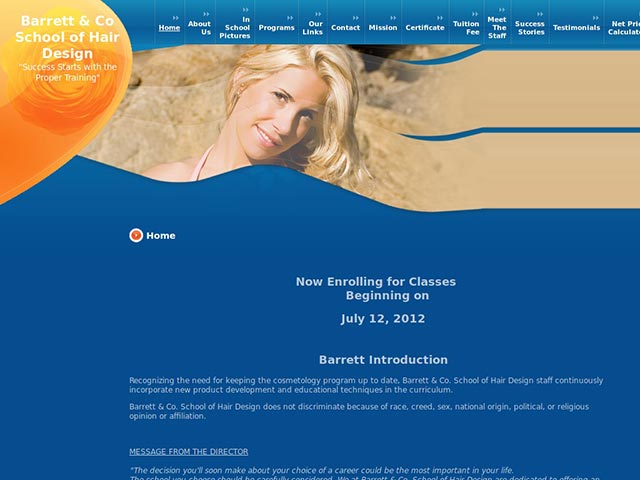 Barrett & Co
School of Hair
Design
"Success Starts with the
Proper Training"
Home
About
Us
In
School
Pictures
Programs
Our
Links
Contact
Mission
Certificate
Tuition
Fee
Meet
The
Staff
Success
Stories
Testimonials
Net
Home
Now Enrolling for Classes
Beginning on
July 12, 2012
Barrett Introduction
Recognizing the need for keeping the cosmetology program up to date, Barrett & Co. School of Hair Design staff continuously
incorporate new product development and educational techniques in the curriculum.
Barrett & Co. School of Hair Design does not discriminate because of race, creed, sex, national origin, political, or religious
opinion or affiliation.
MESSAGE FROM THE DIRECTOR
"The decision you'll soon make about your choice of a career could be the most important in your life.
The school you choose should be carefully considered. We at Barrett & Co. School of Hair Design are dedicated to offering an